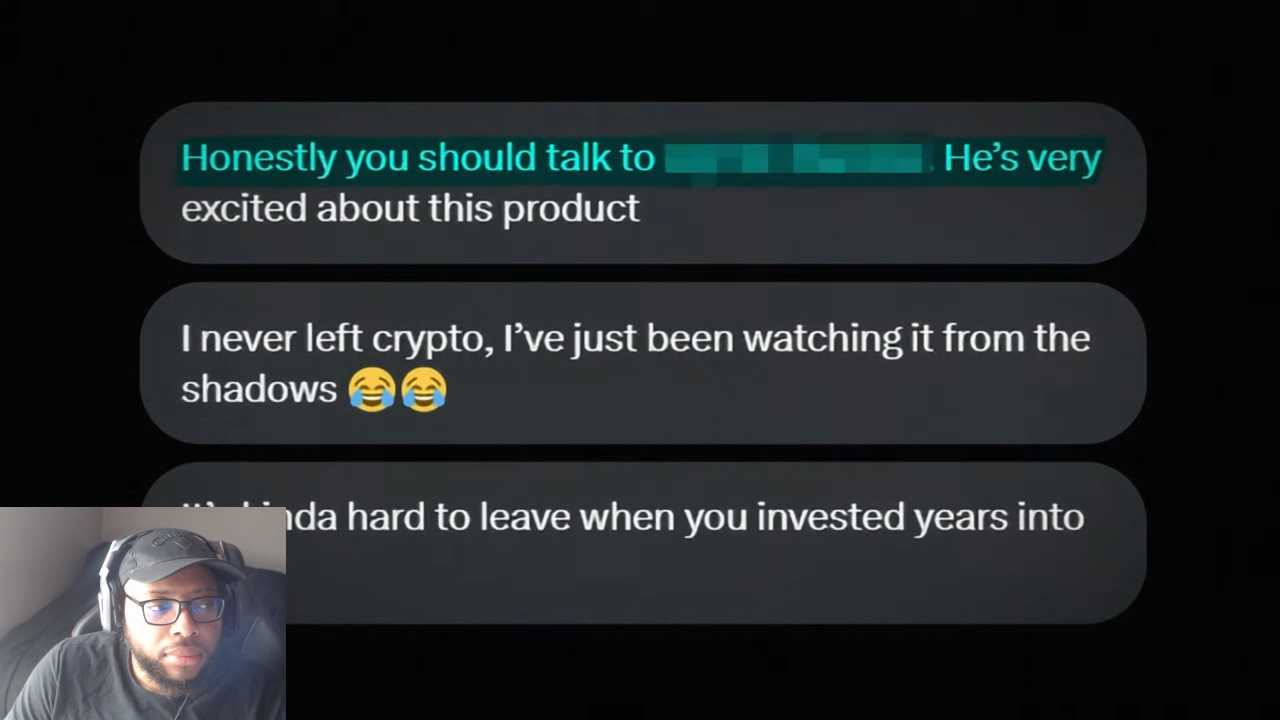 Honestly you should talk to . He's very
excited about this product
I never left crypto, I've just been watching it from the
shadows 😂😂
hard to leave when you invested years into